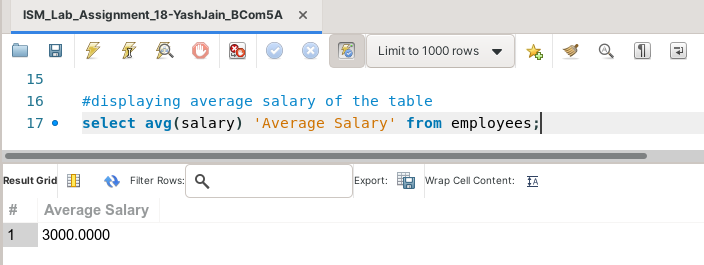 ISM_Lab_Assignment_18-YashJain_BCom5A ×
Limit to 1000 rows
15
16 #displaying average salary of the table
17 select avg(salary) 'Average Salary' from employees;
Result Grid Filter Rows: Export: Wrap Cell Content: IA
# Average Salary
1 3000.0000